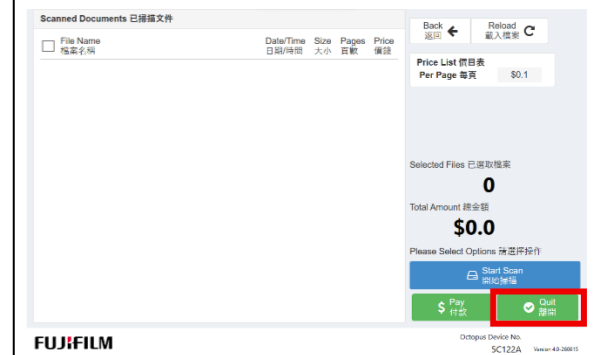 Scanned Documents 已掃描文件
File Name Date/Time Size Pages Price
檔案名稱 日期/時間 大小 頁數 價錢
Back Reload
返回 載入檔案
Price List 價目表
Per Page 每頁 $0.1
Selected Files 已選取檔案
0
Total Amount 總金額
$0.0
Please Select Options 請選擇操作
Start Scan
開始掃描
$ Pay Quit
付款 離開
FUJIFILM
Octopus Device No.
5C122A Version 4.0-260615